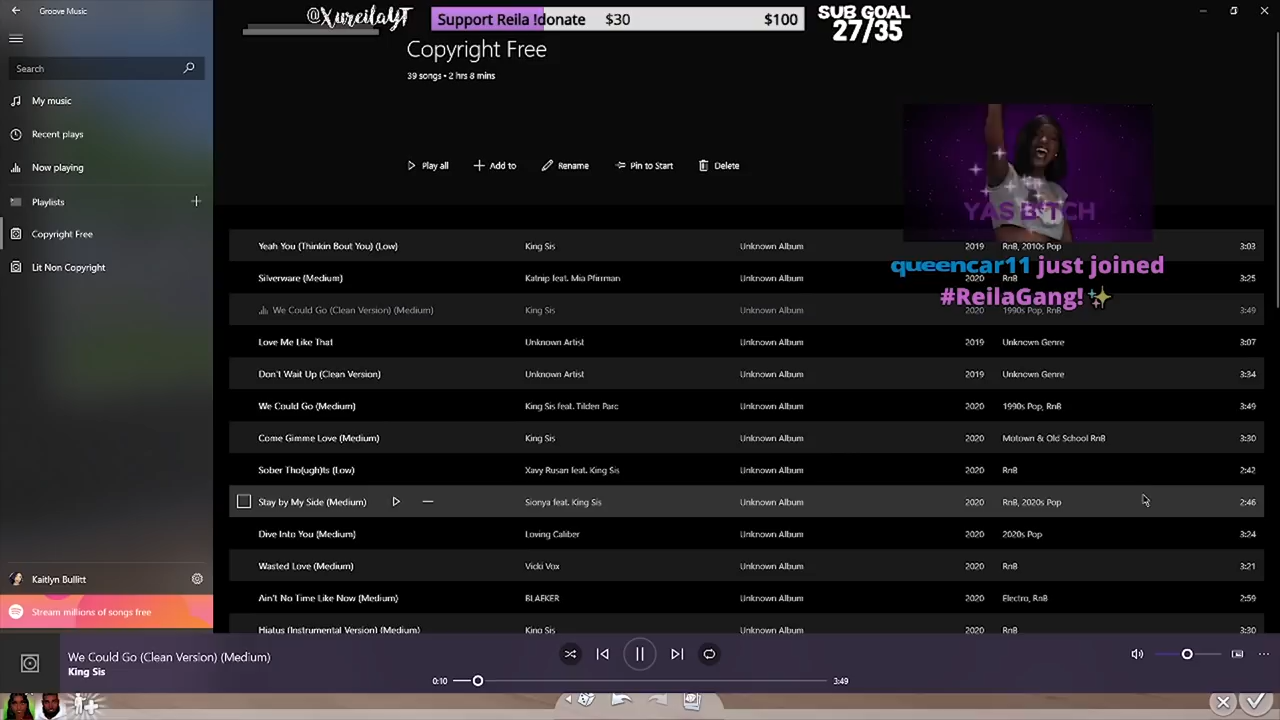 Groove Music
@XureilaYT
Support Reila !donate $30 $100
SUB GOAL
27/35
Copyright Free
39 songs • 2 hrs 8 mins
Search
My music
Recent plays
Now playing
Playlists
Copyright Free
Lit Non Copyright
Play all Add to Rename Pin to Start Delete
YAS B*TCH
queencar11 just joined
#ReilaGang!
Yeah You (Thinkin Bout You) (Low) King Sis Unknown Album 2019 RnB, 2010s Pop 3:03
Silverware (Medium) Katnip feat. Mia Pfirrman Unknown Album 2020 RnB 3:25
We Could Go (Clean Version) (Medium) King Sis Unknown Album 2020 1990s Pop, RnB 3:49
Love Me Like That Unknown Artist Unknown Album 2019 Unknown Genre 3:07
Don't Wait Up (Clean Version) Unknown Artist Unknown Album 2019 Unknown Genre 3:34
We Could Go (Medium) King Sis feat. Tilden Parc Unknown Album 2020 1990s Pop, RnB 3:49
Come Gimme Love (Medium) King Sis Unknown Album 2020 Motown & Old School RnB 3:30
Sober Tho(ugh)ts (Low) Xavy Rusan feat. King Sis Unknown Album 2020 RnB 2:42
Stay by My Side (Medium) Sionya feat. King Sis Unknown Album 2020 RnB, 2020s Pop 2:46
Dive Into You (Medium) Loving Caliber Unknown Album 2020 2020s Pop 3:24
Wasted Love (Medium) Vicki Vox Unknown Album 2020 RnB 3:21
Ain't No Time Like Now (Medium) BLAEKER Unknown Album 2020 Electro, RnB 2:59
Hiatus (Instrumental Version) (Medium) King Sis Unknown Album 2020 RnB 3:30
Kaitlyn Bullitt
Stream millions of songs free
We Could Go (Clean Version) (Medium)
King Sis
0:10 3:49